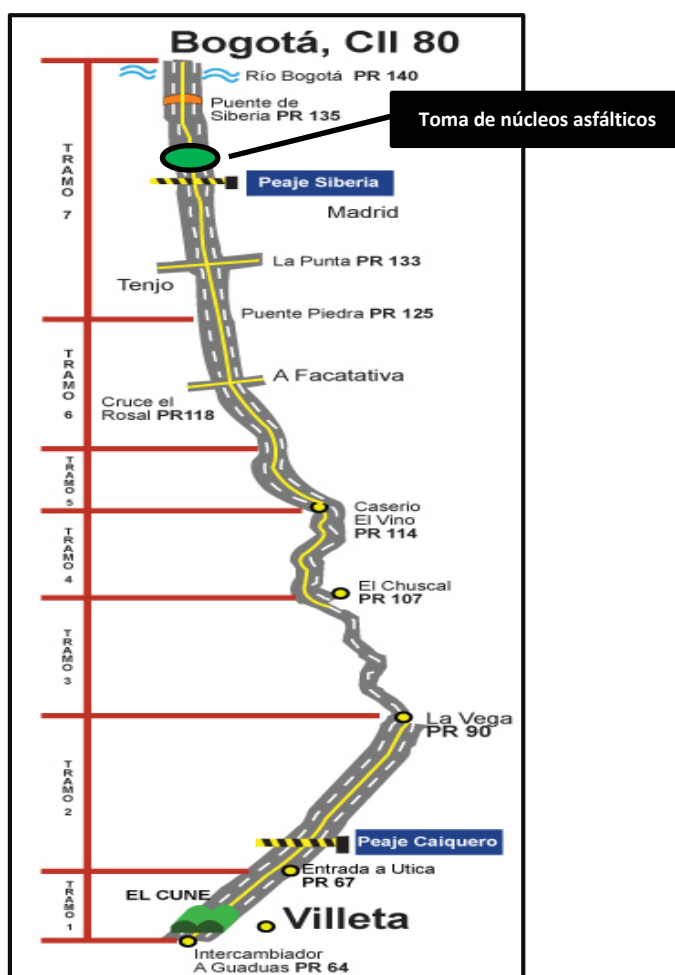 Bogotá, Cll 80
Río Bogotá PR 140
Puente de
Siberia PR 135
Toma de núcleos asfálticos
TRAMO 7
Peaje Siberia
Madrid
La Punta PR 133
Tenjo
Puente Piedra PR 125
TRAMO 6
A Facatativa
Cruce el
Rosal PR118
TRAMO 5
Caserio
El Vino
PR 114
TRAMO 4
El Chuscal
PR 107
TRAMO 3
La Vega
PR 90
TRAMO 2
Peaje Caiquero
Entrada a Utica
PR 67
TRAMO 1
EL CUNE
Villeta
Intercambiador
A Guaduas PR 64